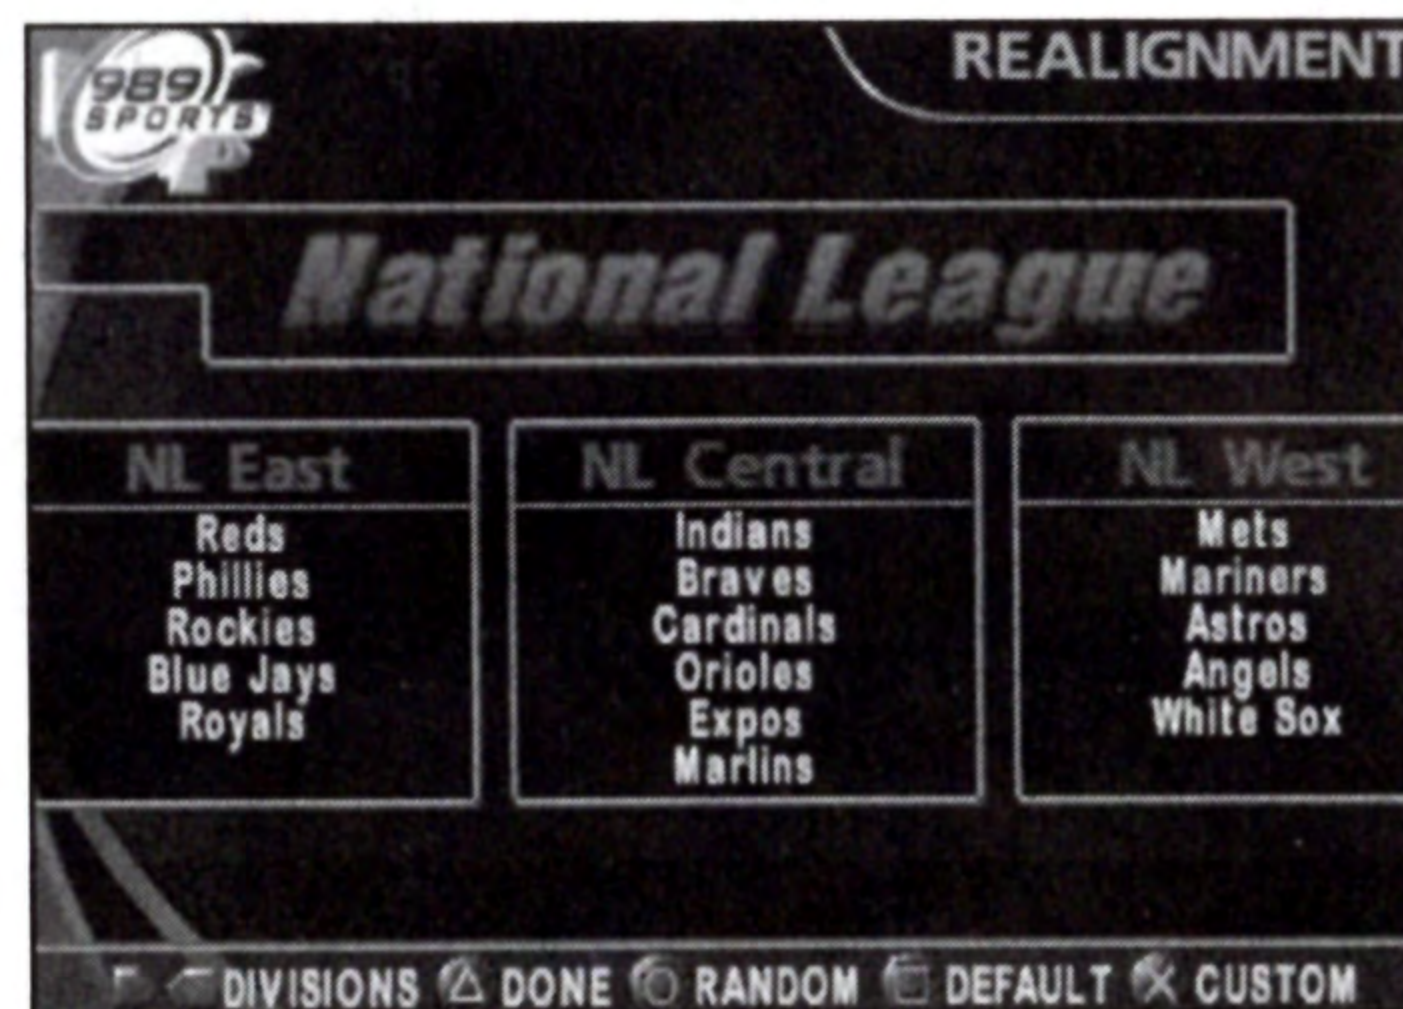 989
SPORTS
REALIGNMENT
National League
NL East
Reds
Phillies
Rockies
Blue Jays
Royals
NL Central
Indians
Braves
Cardinals
Orioles
Expos
Marlins
NL West
Mets
Mariners
Astros
Angels
White Sox
DIVISIONS DONE RANDOM DEFAULT CUSTOM